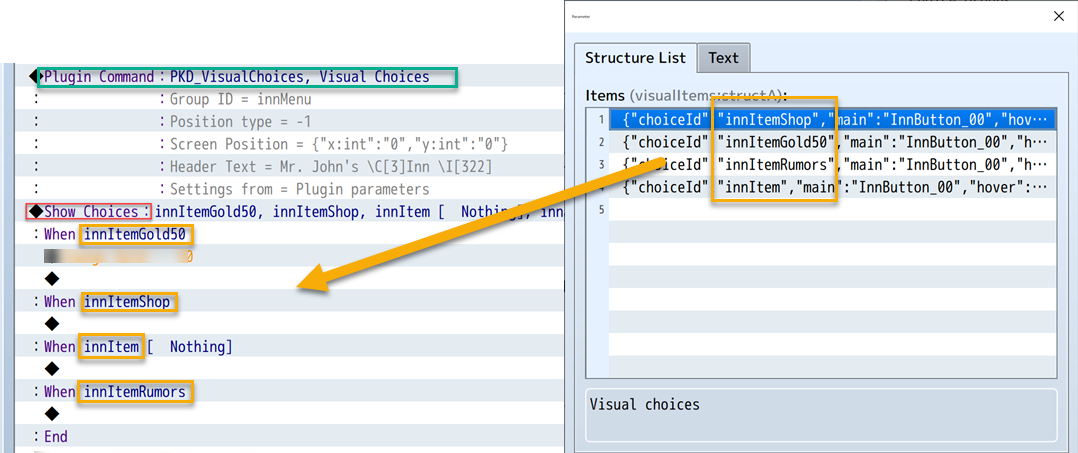 Plugin Command : PKD_VisualChoices, Visual Choices
: : Group ID = innMenu
: : Position type = -1
: : Screen Position = {"x:int":"0","y:int":"0"}
: : Header Text = Mr. John's \C[3]Inn \I[322]
: : Settings from = Plugin parameters
Show Choices : innItemGold50, innItemShop, innItem [  Nothing], inn
: When innItemGold50
: When innItemShop
: When innItem [  Nothing]
: When innItemRumors
: End
Parameter
Structure List
Text
Items (visualItems:structA):
1 {"choiceId" "innItemShop","main":"InnButton_00","hov…
2 {"choiceId" "innItemGold50","main":"InnButton_00","h…
3 {"choiceId" "innItemRumors","main":"InnButton_00","h…
{"choiceId" "innItem","main":"InnButton_00","hover":…
5
Visual choices